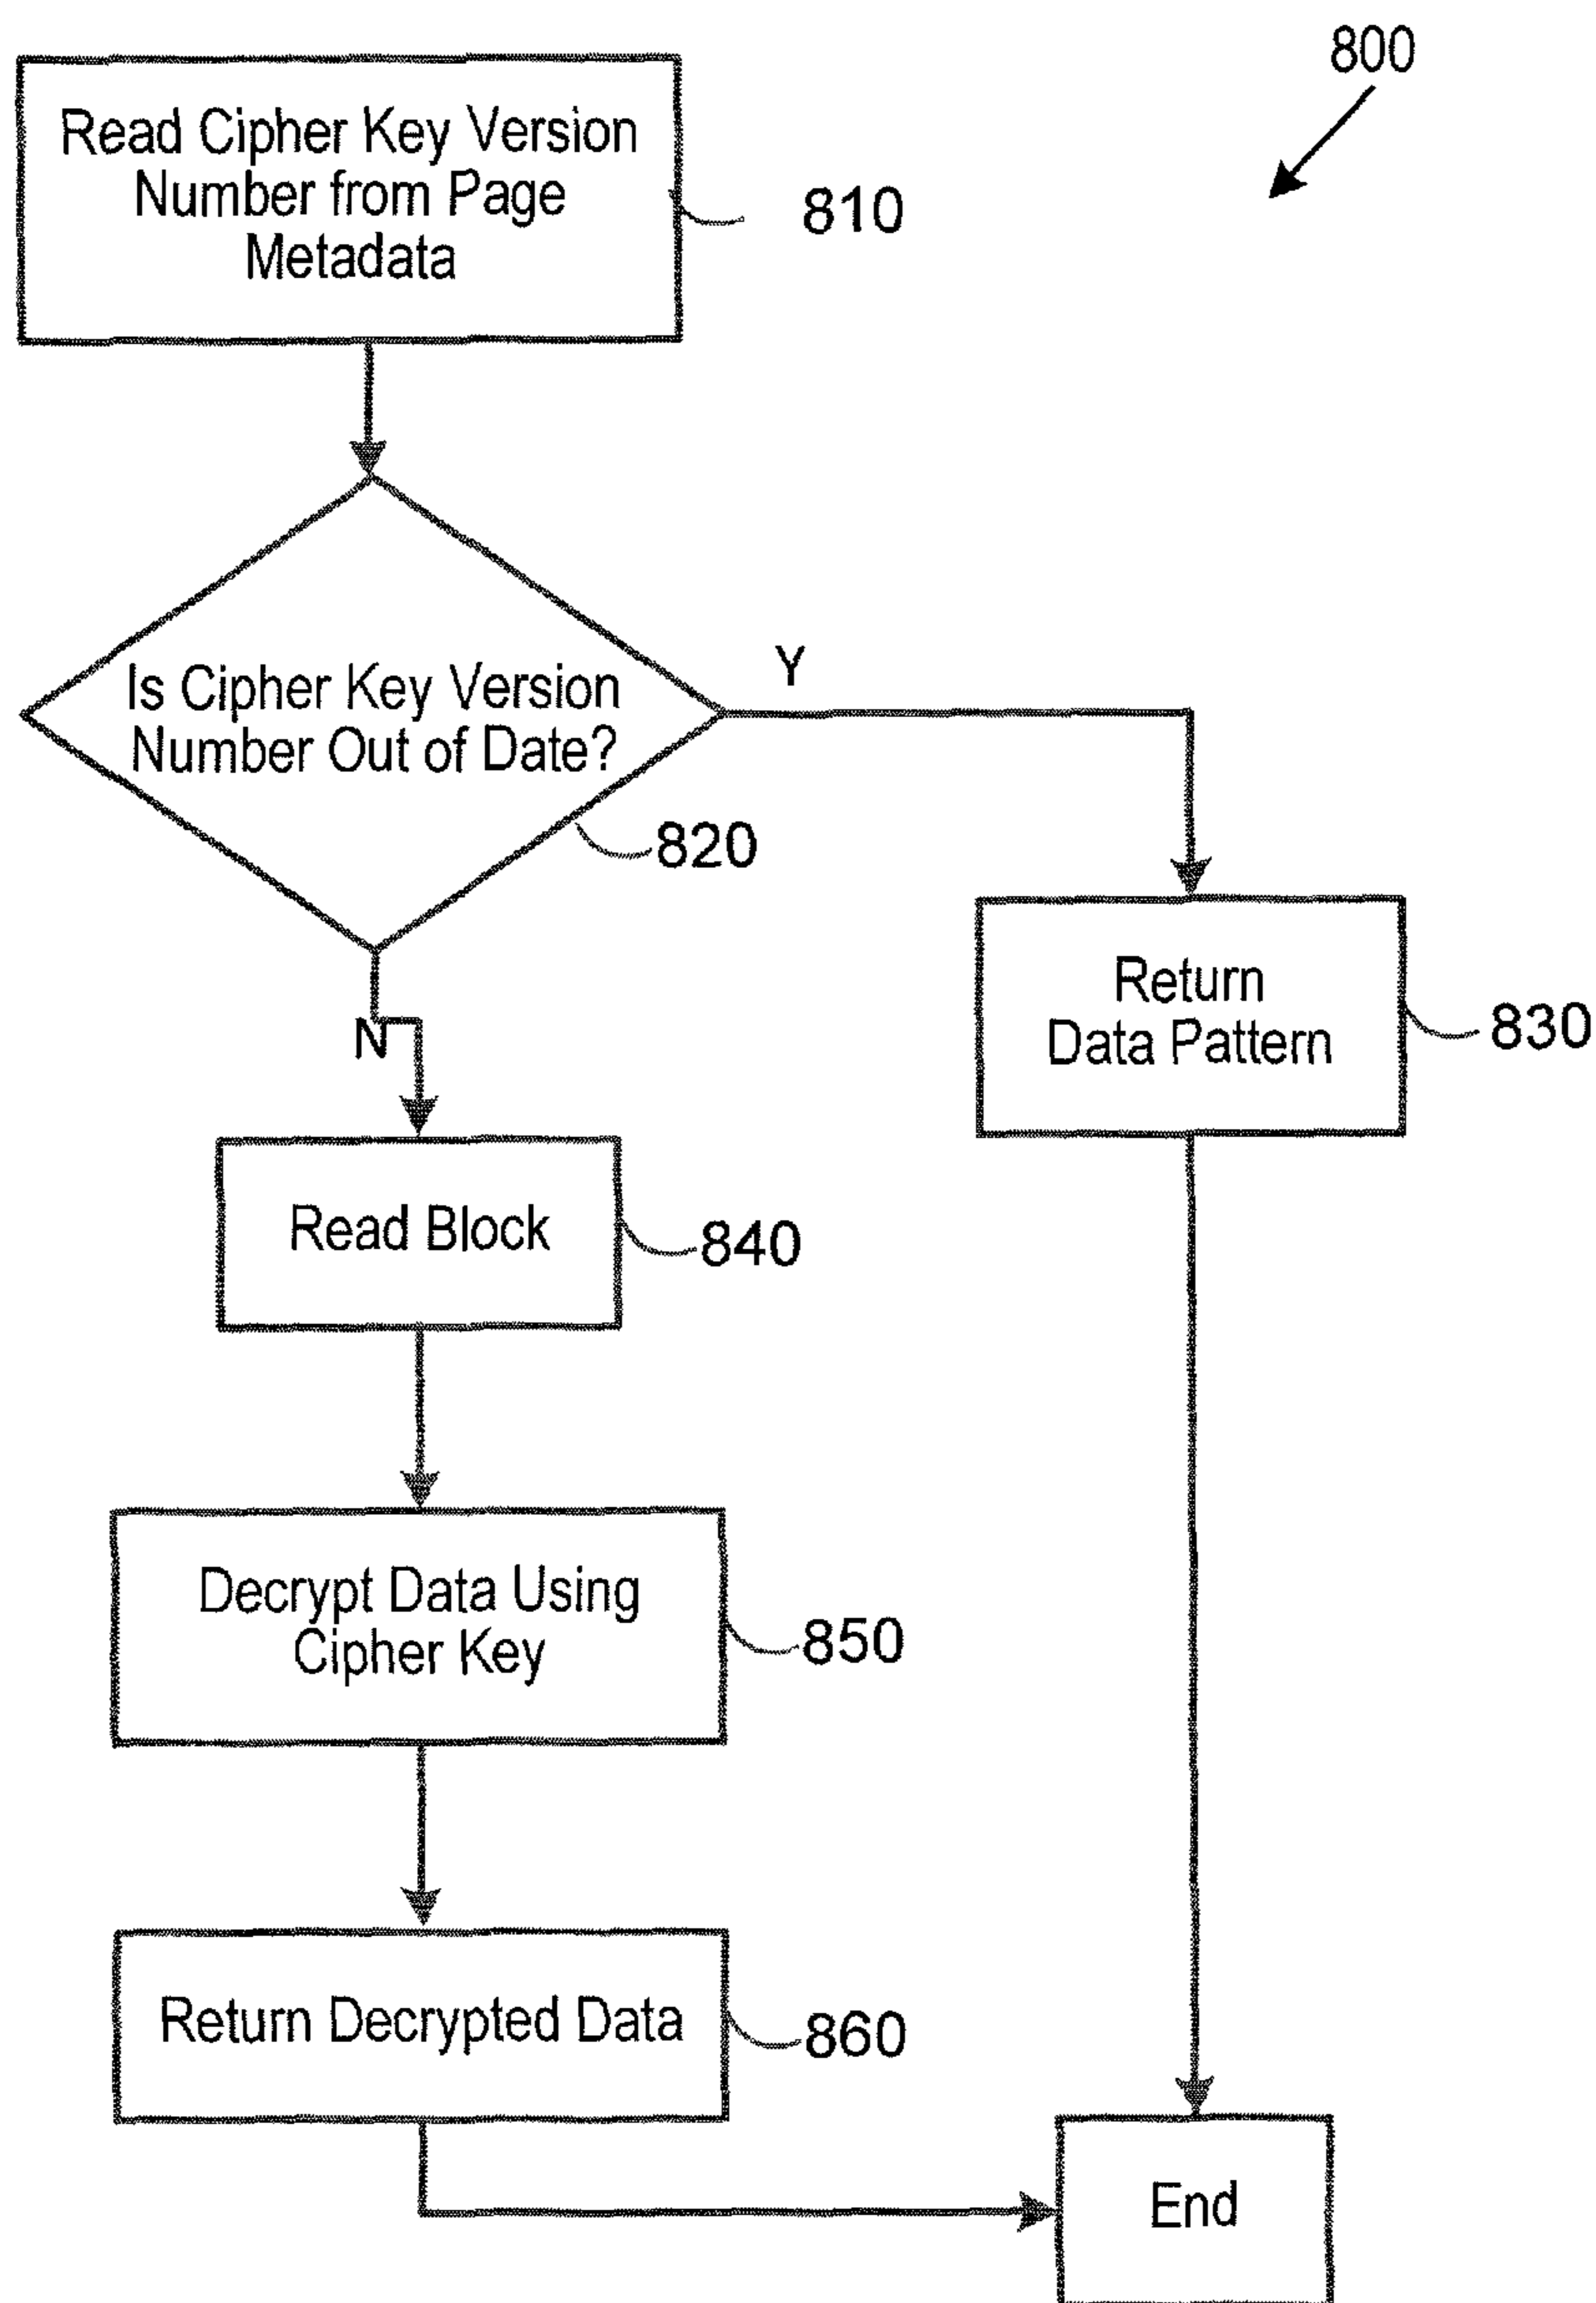 800
Read Cipher Key Version
Number from Page
Metadata
810
Is Cipher Key Version
Number Out of Date?
Y
820
N
Return
Data Pattern
830
Read Block
840
Decrypt Data Using
Cipher Key
850
Return Decrypted Data
860
End